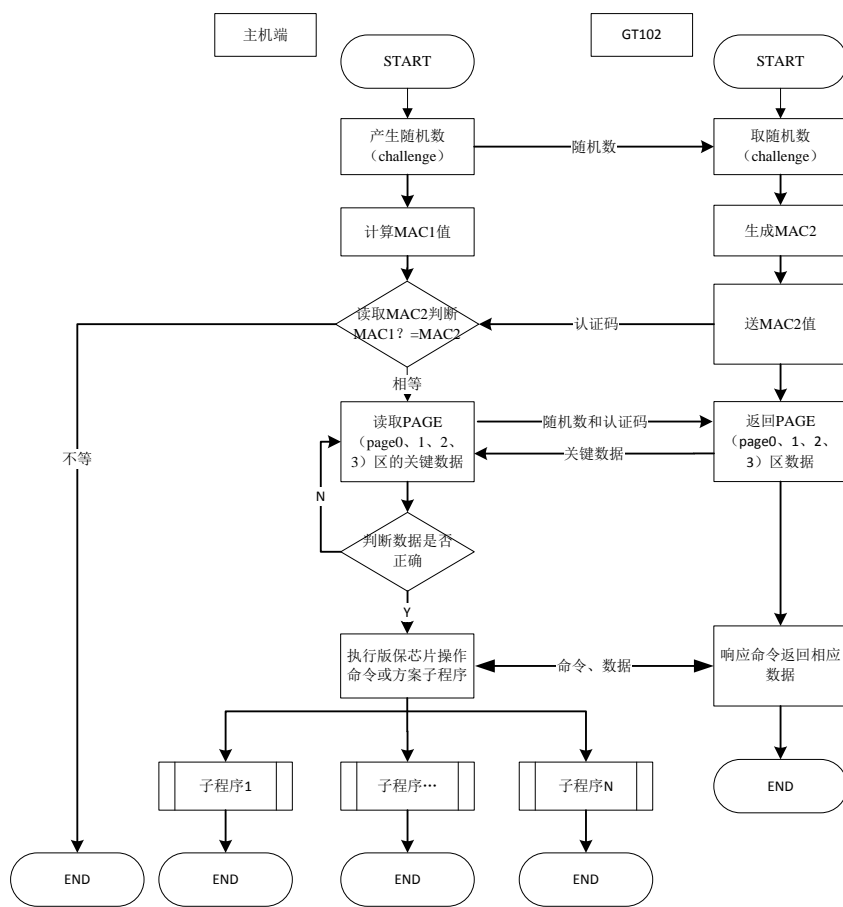 主机端
GT102
START
START
产生随机数
（challenge）
随机数
取随机数
（challenge）
计算MAC1值
生成MAC2
读取MAC2判断
MAC1？=MAC2
认证码
送MAC2值
相等
不等
读取PAGE
（page0、1、2、
3）区的关键数据
随机数和认证码
关键数据
返回PAGE
（page0、1、2、
3）区数据
N
判断数据是否
正确
Y
执行版保芯片操作
命令或方案子程序
命令、数据
响应命令返回相应
数据
子程序1
子程序…
子程序N
END
END
END
END
END